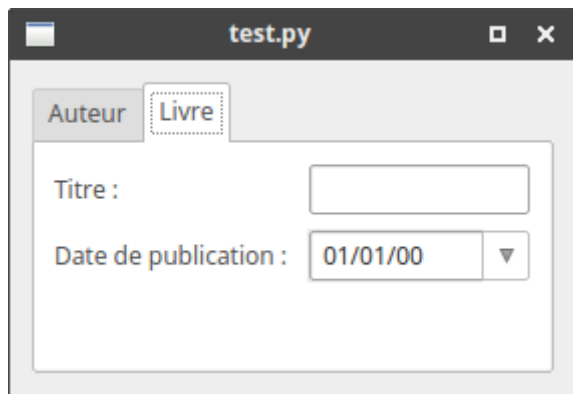 test.py
Auteur Livre
Titre :
Date de publication : 01/01/00